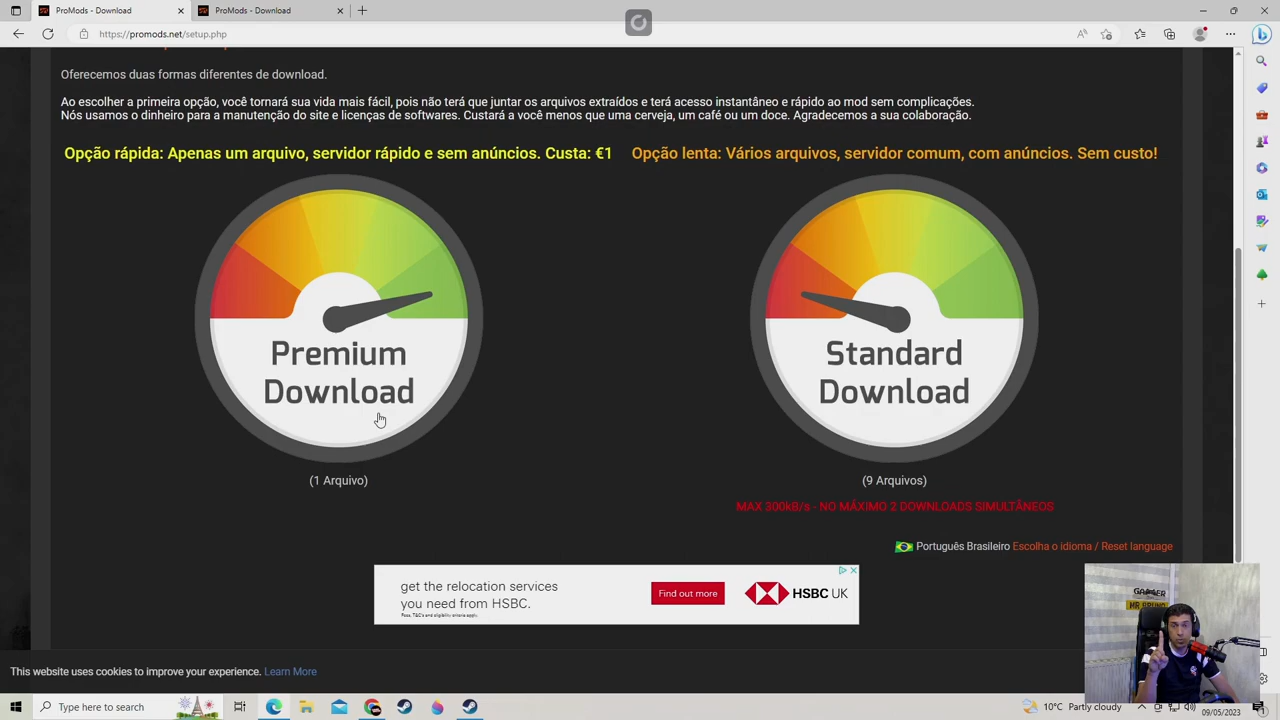 ProMods - Download
ProMods - Download
https://promods.net/setup.php
Oferecemos duas formas diferentes de download.
Ao escolher a primeira opção, você tornará sua vida mais fácil, pois não terá que juntar os arquivos extraídos e terá acesso instantâneo e rápido ao mod sem complicações.
Nós usamos o dinheiro para a manutenção do site e licenças de softwares. Custará a você menos que uma cerveja, um café ou um doce. Agradecemos a sua colaboração.
Opção rápida: Apenas um arquivo, servidor rápido e sem anúncios. Custa: €1
Opção lenta: Vários arquivos, servidor comum, com anúncios. Sem custo!
Premium
Download
Standard
Download
(1 Arquivo)
(9 Arquivos)
MAX 300kB/s - NO MÁXIMO 2 DOWNLOADS SIMULTÂNEOS
Português Brasileiro Escolha o idioma / Reset language
get the relocation services
you need from HSBC.
Find out more
HSBC UK
This website uses cookies to improve your experience. Learn More
GAMER
MR BRUNO
Type here to search
10°C Partly cloudy
09/05/2023